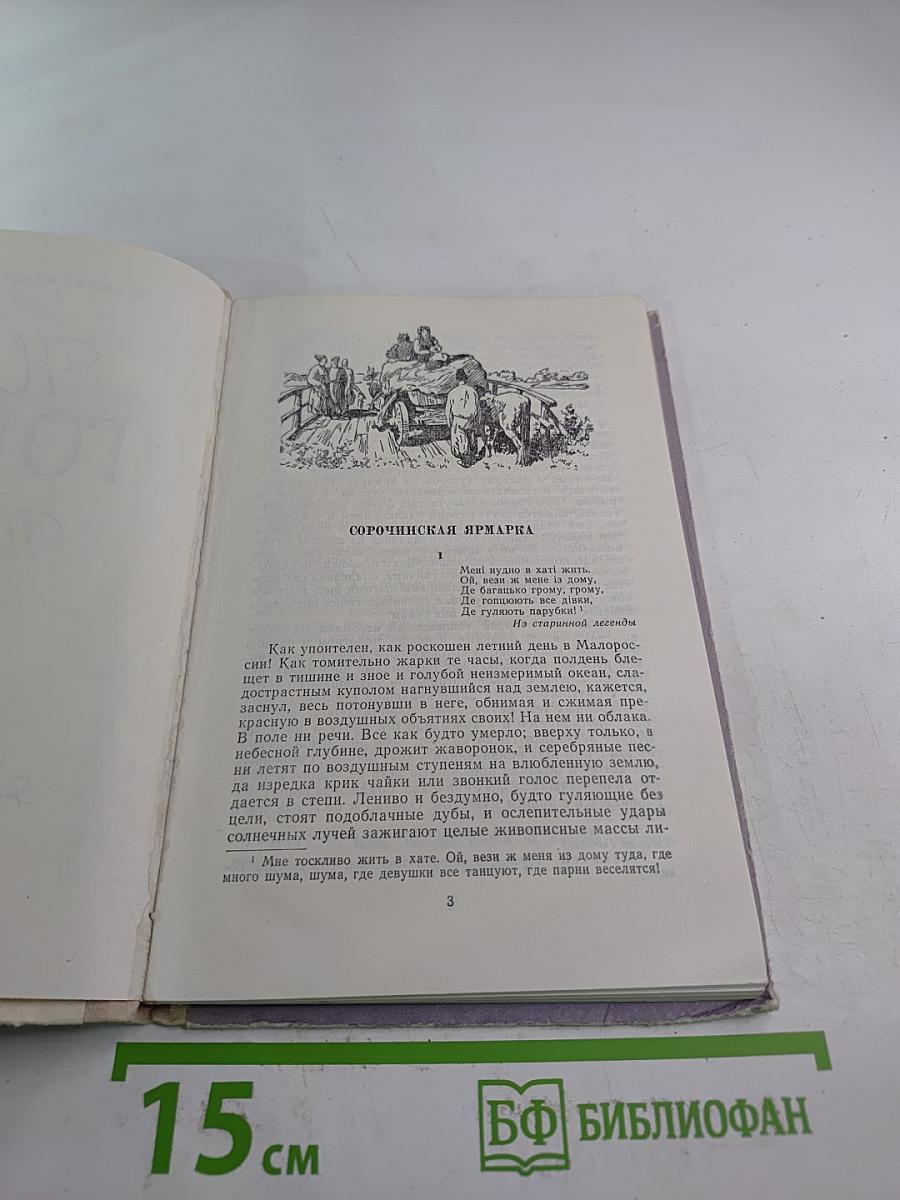 СОРОЧИНСКАЯ ЯРМАРКА
I
Мені нудно в хаті жить.
Ой, вези ж мене із дому,
Де багацько грому, грому,
Де гопцюють все дівки,
Де гуляють парубки! ¹
Из старинной легенды
Как упоителен, как роскошен летний день в Малорос-
сии! Как томительно жарки те часы, когда полдень бле-
щет в тишине и зное и голубой неизмеримый океан, сла-
дострастным куполом нагнувшийся над землею, кажется,
заснул, весь потонувши в неге, обнимая и сжимая пре-
красную в воздушных объятиях своих! На нем ни облака.
В поле ни речи. Все как будто умерло; вверху только, в
небесной глубине, дрожит жаворонок, и серебряные пес-
ни летят по воздушным ступеням на влюбленную землю,
да изредка крик чайки или звонкий голос перепела от-
дается в степи. Лениво и бездумно, будто гуляющие без
цели, стоят подоблачные дубы, и ослепительные удары
солнечных лучей зажигают целые живописные массы ли-
¹ Мне тоскливо жить в хате. Ой, вези ж меня из дому туда, где
много шума, шума, где девушки все танцуют, где парни веселятся!
3
15 см
БФ БИБЛИОФАН